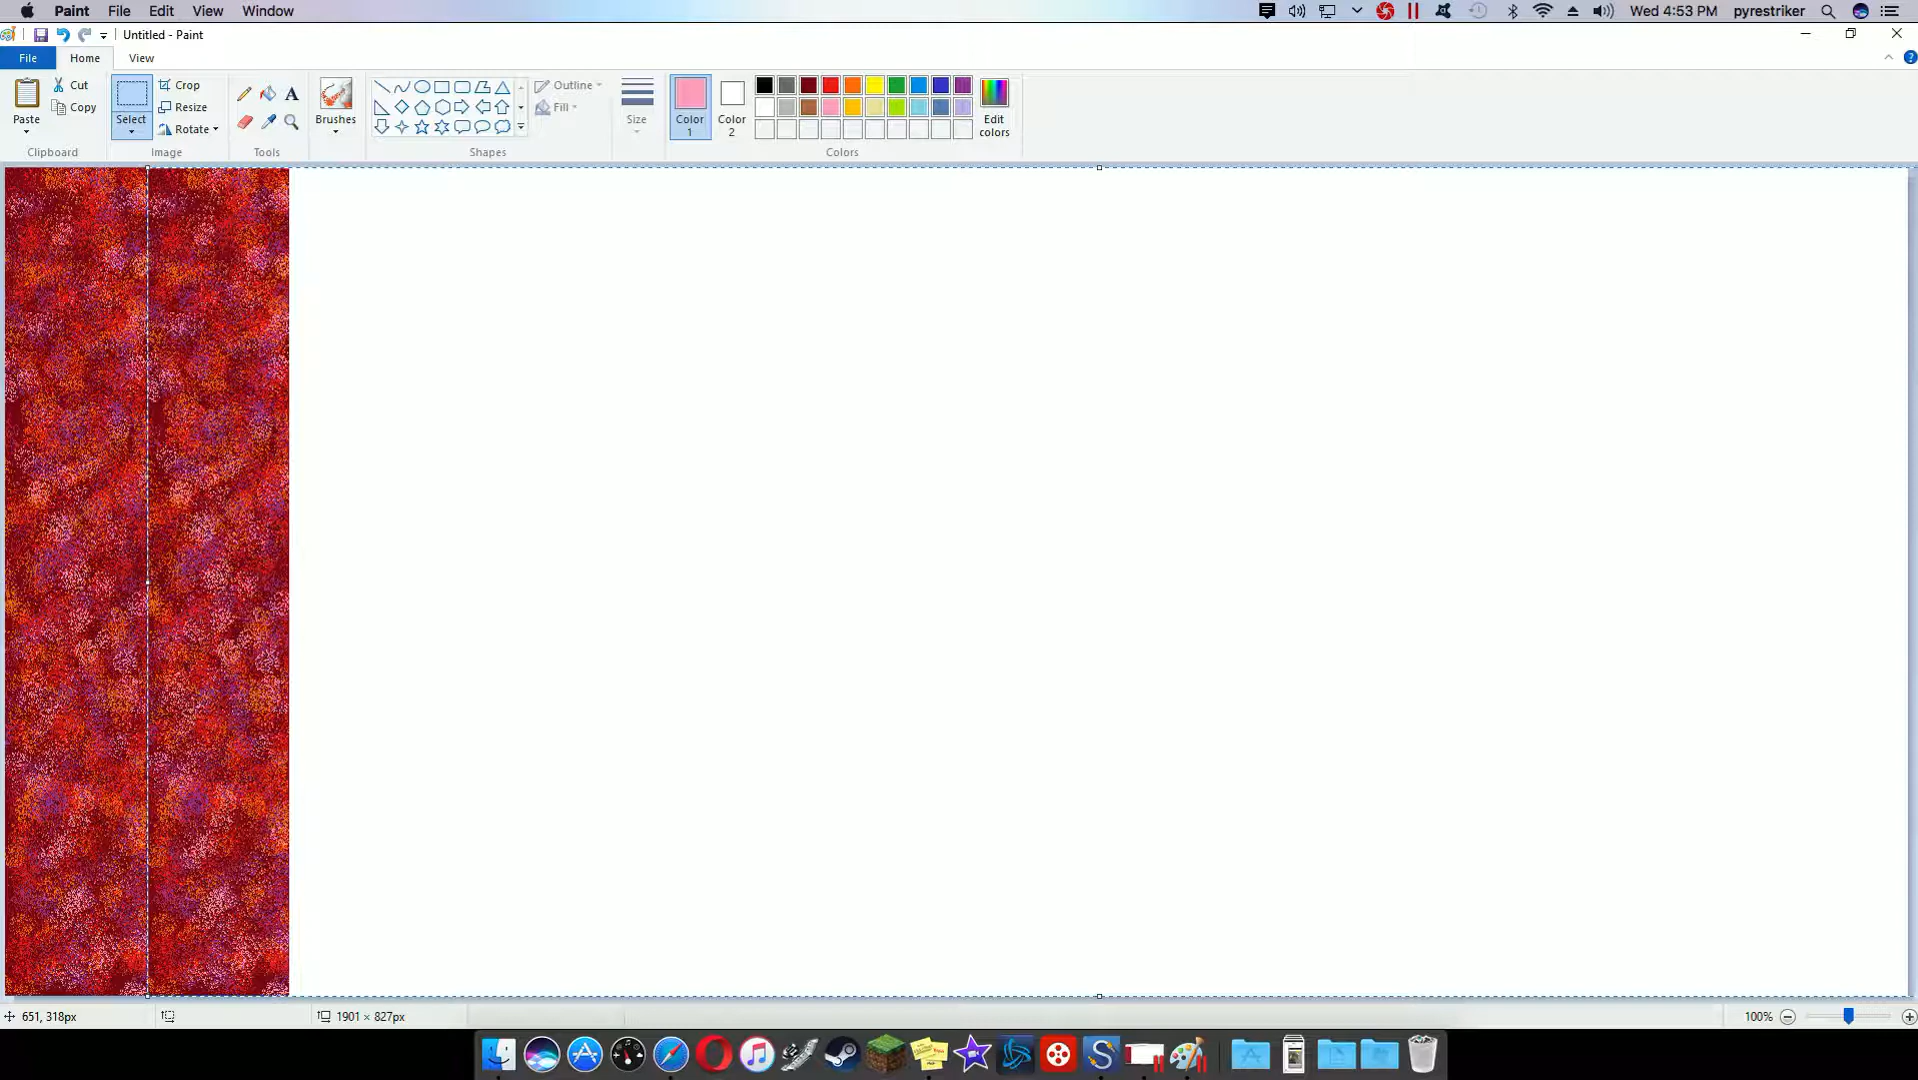 Paint File Edit View Window Wed 4:53 PM pyrestriker
Untitled - Paint
File Home View
Paste
Cut
Copy
Clipboard
Select
Crop
Resize
Rotate
Image
A
Tools
Brushes
Shapes
Outline
Fill
Size
Color 1
Color 2
Edit colors
Colors
651, 318px 1901 × 827px 100%